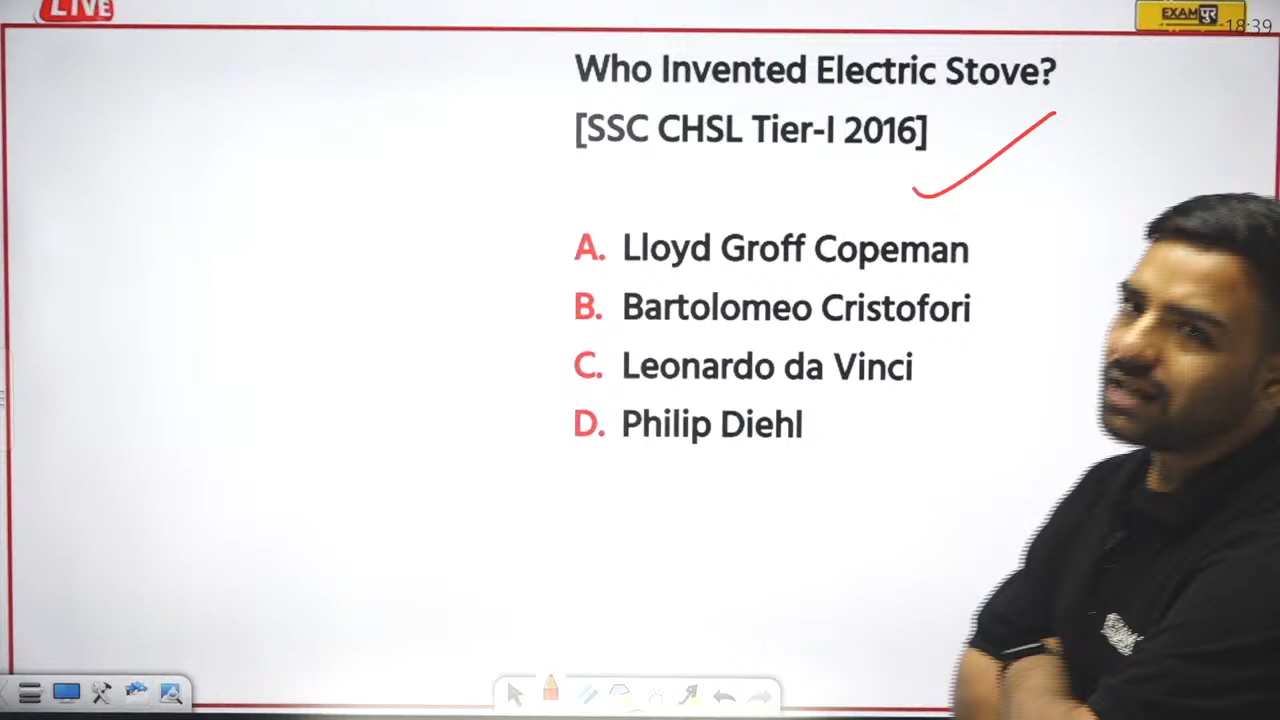 LIVE
EXAMपुर
18:39
Who Invented Electric Stove?
[SSC CHSL Tier-I 2016]
A. Lloyd Groff Copeman
B. Bartolomeo Cristofori
C. Leonardo da Vinci
D. Philip Diehl